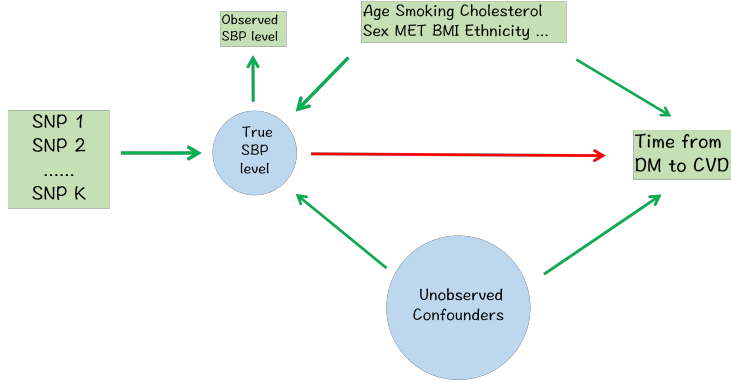 Observed
SBP level
Age Smoking Cholesterol
Sex MET BMI Ethnicity ...
SNP 1
SNP 2
......
SNP K
True
SBP
level
Time from
DM to CVD
Unobserved
Confounders